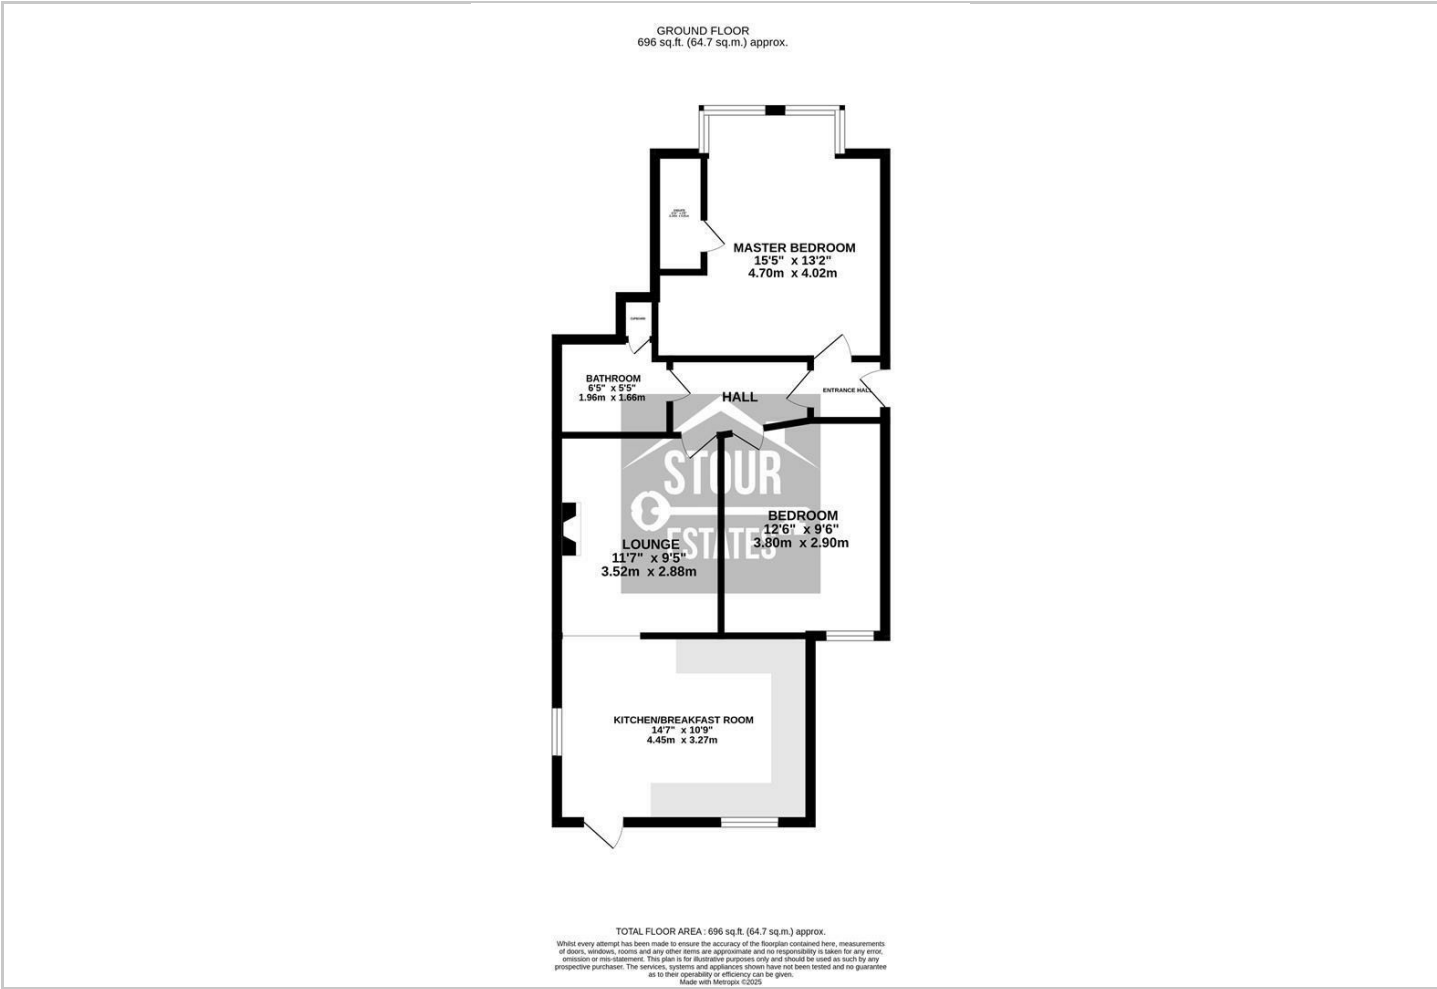 GROUND FLOOR
696 sq.ft. (64.7 sq.m.) approx.
MASTER BEDROOM
15'5" x 13'2"
4.70m x 4.02m
CUPBOARD
BATHROOM
6'5" x 5'5"
1.96m x 1.66m
HALL
ENTRANCE HALL
STOUR
ESTATES
BEDROOM
12'6" x 9'6"
3.80m x 2.90m
LOUNGE
11'7" x 9'5"
3.52m x 2.88m
KITCHEN/BREAKFAST ROOM
14'7" x 10'9"
4.45m x 3.27m
TOTAL FLOOR AREA : 696 sq.ft. (64.7 sq.m.) approx.
Whilst every attempt has been made to ensure the accuracy of the floorplan contained here, measurements
of doors, windows, rooms and any other items are approximate and no responsibility is taken for any error,
omission or mis-statement. This plan is for illustrative purposes only and should be used as such by any
prospective purchaser. The services, systems and appliances shown have not been tested and no guarantee
as to their operability or efficiency can be given.
Made with Metropix ©2025